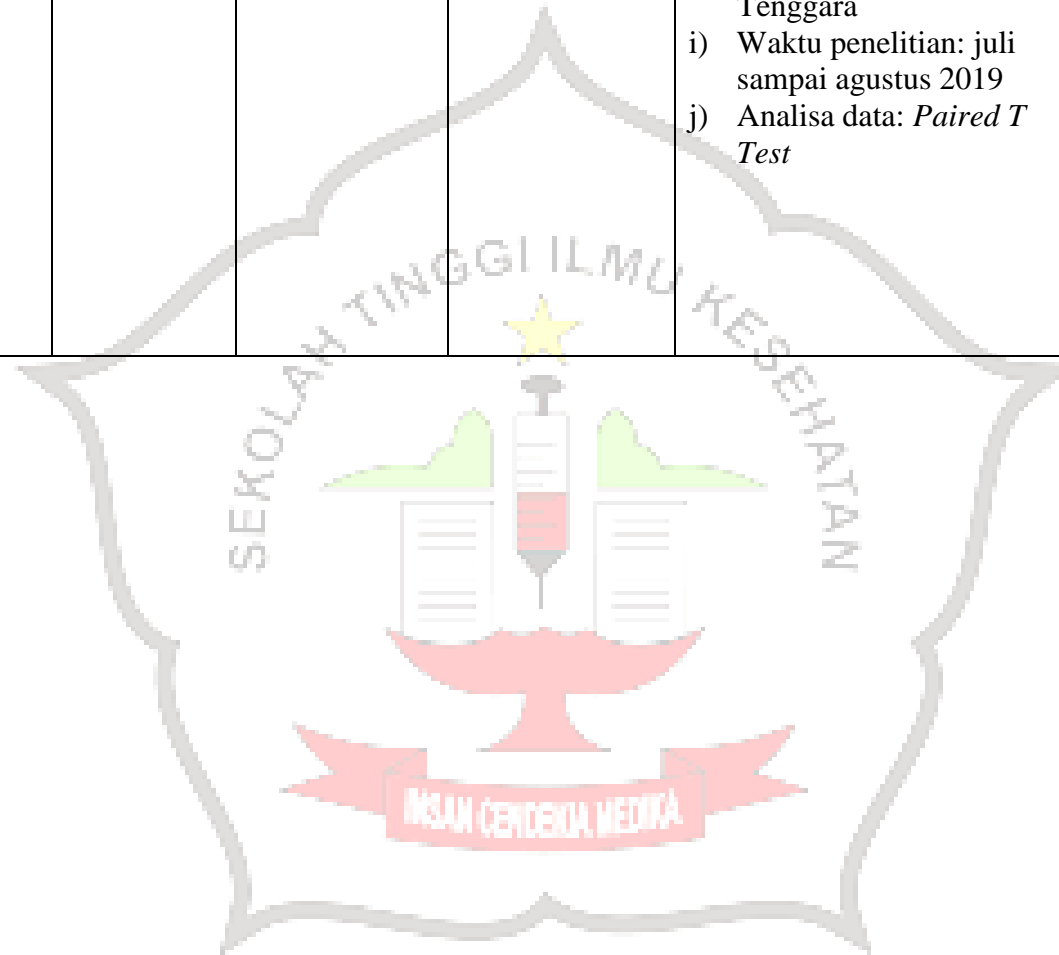 Tenggara
i) Waktu penelitian: juli
sampai agustus 2019
j) Analisa data: Paired T
Test
SEKOLAH TINGGI ILMU KESEHATAN
INSAN CENDEKIA MEDIKA